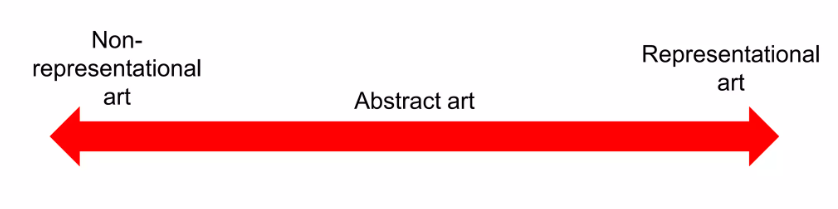 Non-
representational
art
Abstract art
Representational
art